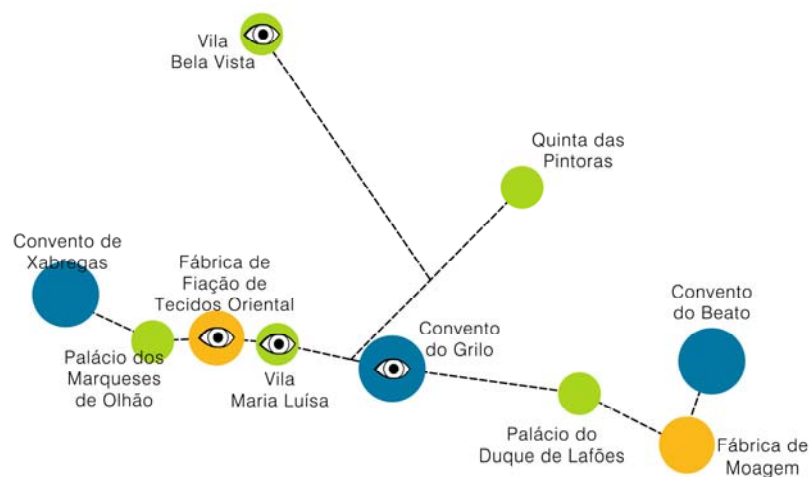 Vila
Bela Vista
Quinta das
Pintoras
Convento de
Xabregas
Fábrica de
Fiação de
Tecidos Oriental
Palácio dos
Marqueses
de Olhão
Vila
Maria Luísa
Convento
do Grilo
Convento
do Beato
Palácio do
Duque de Lafões
Fábrica de
Moagem